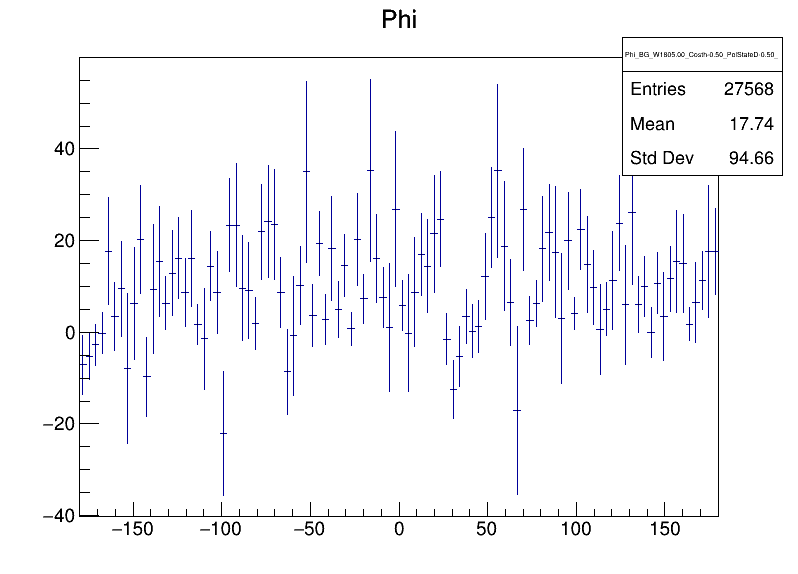 Phi
Phi_BG_W1805.00_Costh-0.50_PolStateD-0.50_
Entries 27568
Mean 17.74
Std Dev 94.66
40
20
0
−20
−40
−150 −100 −50 0 50 100 150